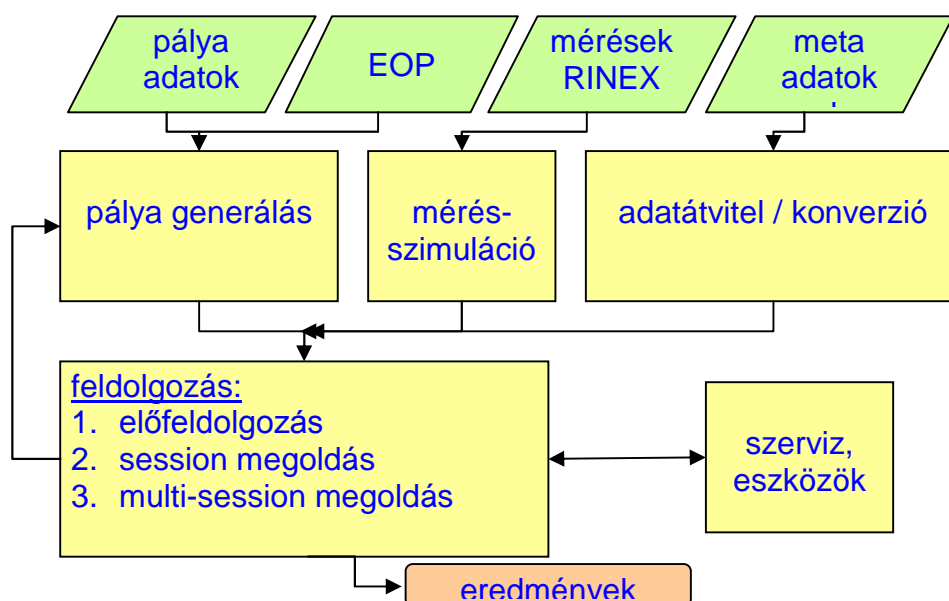 pálya
adatok
EOP
mérések
RINEX
meta
adatok
pálya generálás
mérés-
szimuláció
adatátvitel / konverzió
feldolgozás:
1. előfeldolgozás
2. session megoldás
3. multi-session megoldás
szerviz,
eszközök
eredmények